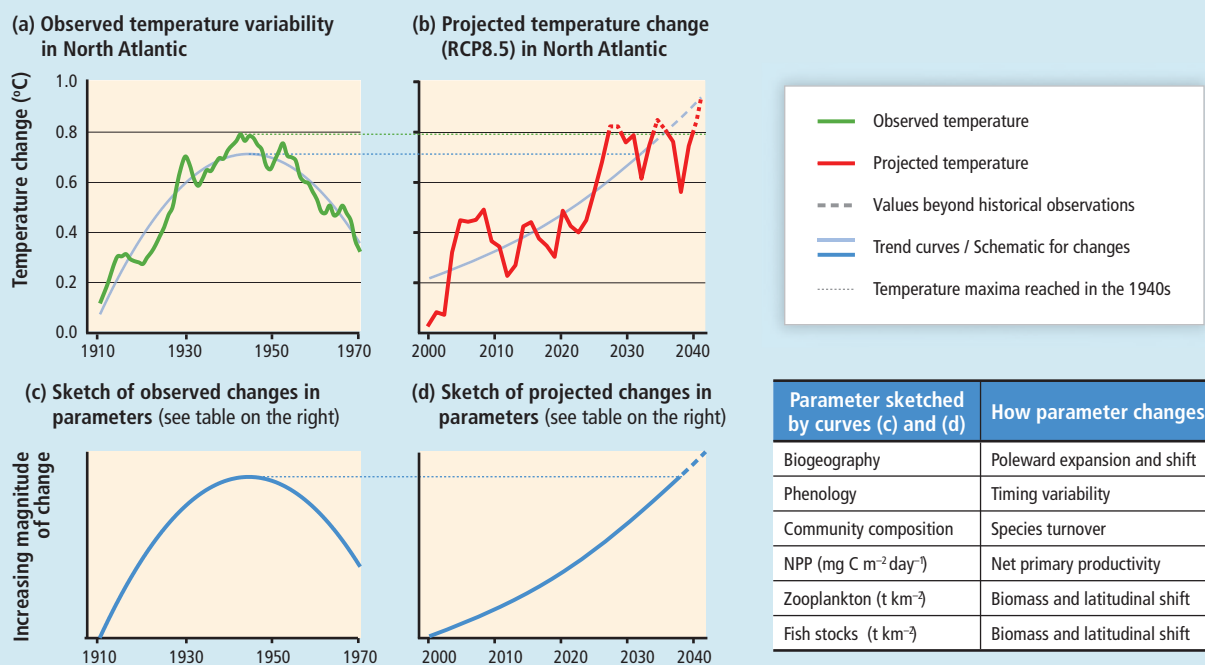 (a) Observed temperature variability
in North Atlantic
(b) Projected temperature change
(RCP8.5) in North Atlantic
Temperature change (ºC)
1.0
0.8
0.6
0.4
0.2
0.0
1910
1930
1950
1970
2000
2010
2020
2030
2040
Observed temperature
Projected temperature
Values beyond historical observations
Trend curves / Schematic for changes
Temperature maxima reached in the 1940s
(c) Sketch of observed changes in
parameters (see table on the right)
(d) Sketch of projected changes in
parameters (see table on the right)
Increasing magnitude
of change
1910
1930
1950
1970
2000
2010
2020
2030
2040
Parameter sketched
by curves (c) and (d)
How parameter changes
Biogeography
Poleward expansion and shift
Phenology
Timing variability
Community composition
Species turnover
NPP (mg C m⁻² day⁻¹)
Net primary productivity
Zooplankton (t km⁻²)
Biomass and latitudinal shift
Fish stocks (t km⁻²)
Biomass and latitudinal shift